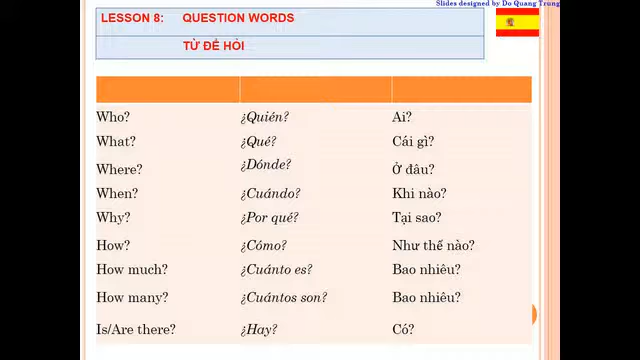 Slides designed by Do Quang Trung
LESSON 8: QUESTION WORDS
TỪ ĐỂ HỎI
Who? ¿Quién? Ai?
What? ¿Qué? Cái gì?
Where? ¿Dónde? Ở đâu?
When? ¿Cuándo? Khi nào?
Why? ¿Por qué? Tại sao?
How? ¿Cómo? Như thế nào?
How much? ¿Cuánto es? Bao nhiêu?
How many? ¿Cuántos son? Bao nhiêu?
Is/Are there? ¿Hay? Có?